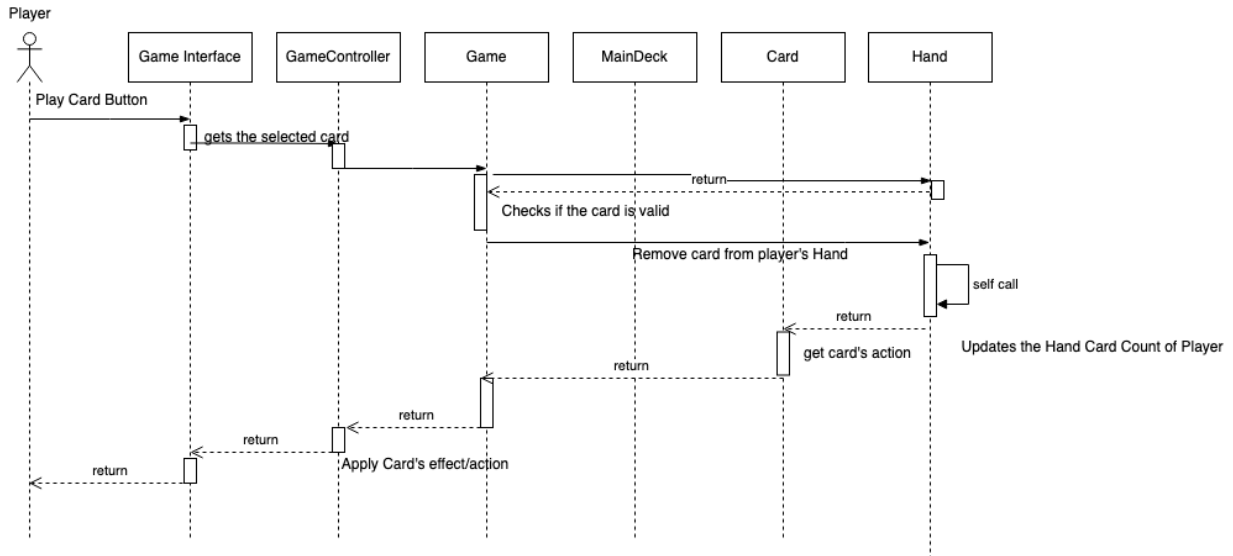 Player
Game Interface
GameController
Game
MainDeck
Card
Hand
Play Card Button
gets the selected card
return
Checks if the card is valid
Remove card from player's Hand
self call
return
Updates the Hand Card Count of Player
get card's action
return
return
return
Apply Card's effect/action
return